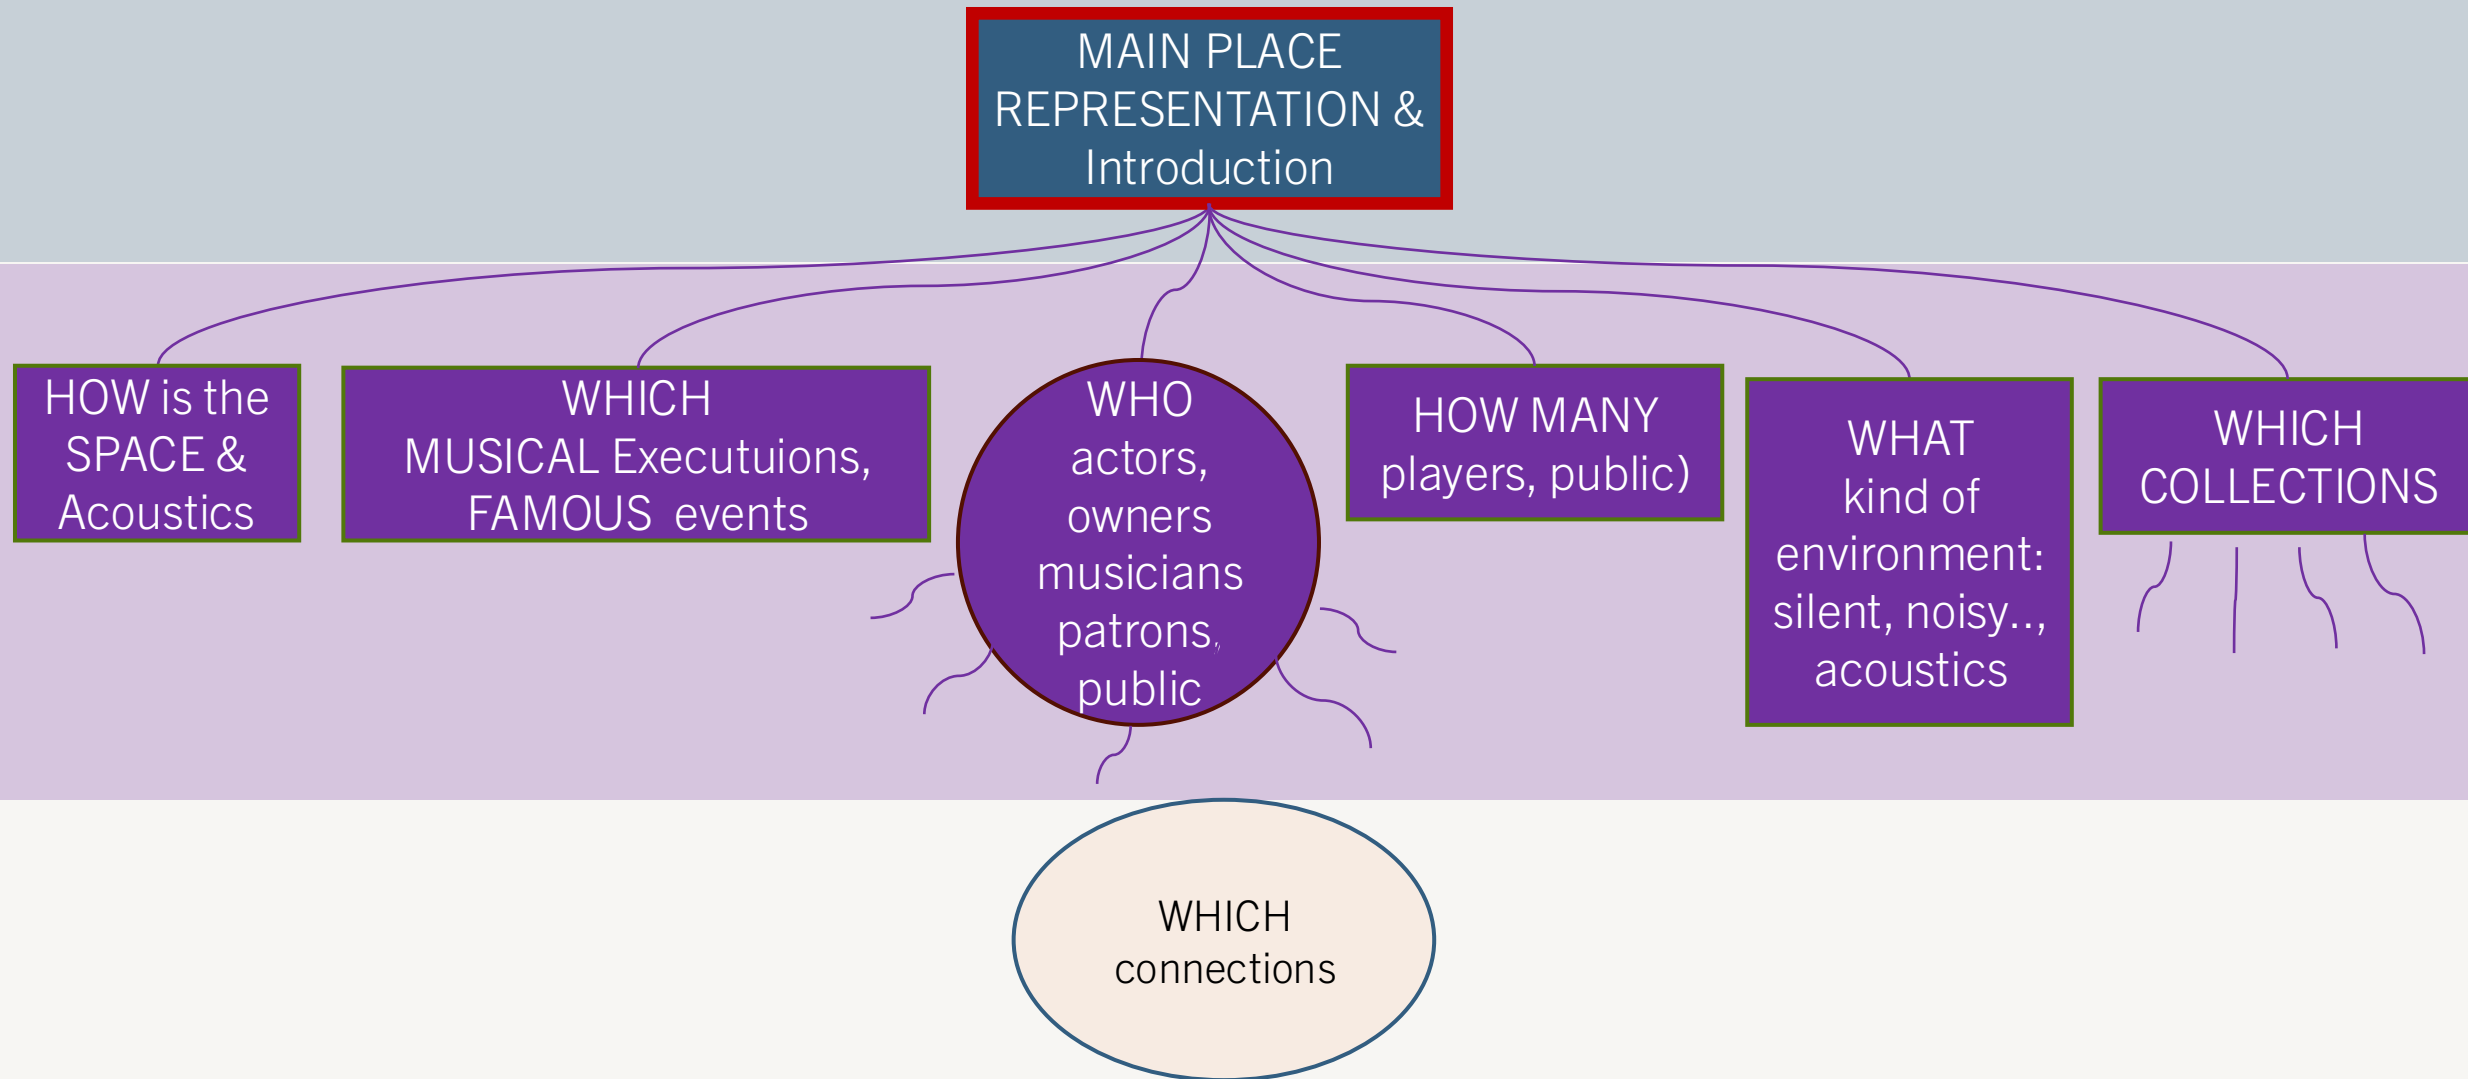 MAIN PLACE
REPRESENTATION &
Introduction
HOW is the
SPACE &
Acoustics
WHICH
MUSICAL Executuions,
FAMOUS events
WHO
actors,
owners
musicians
patrons,
public
HOW MANY
players, public)
WHAT
kind of
environment:
silent, noisy..,
acoustics
WHICH
COLLECTIONS
WHICH
connections